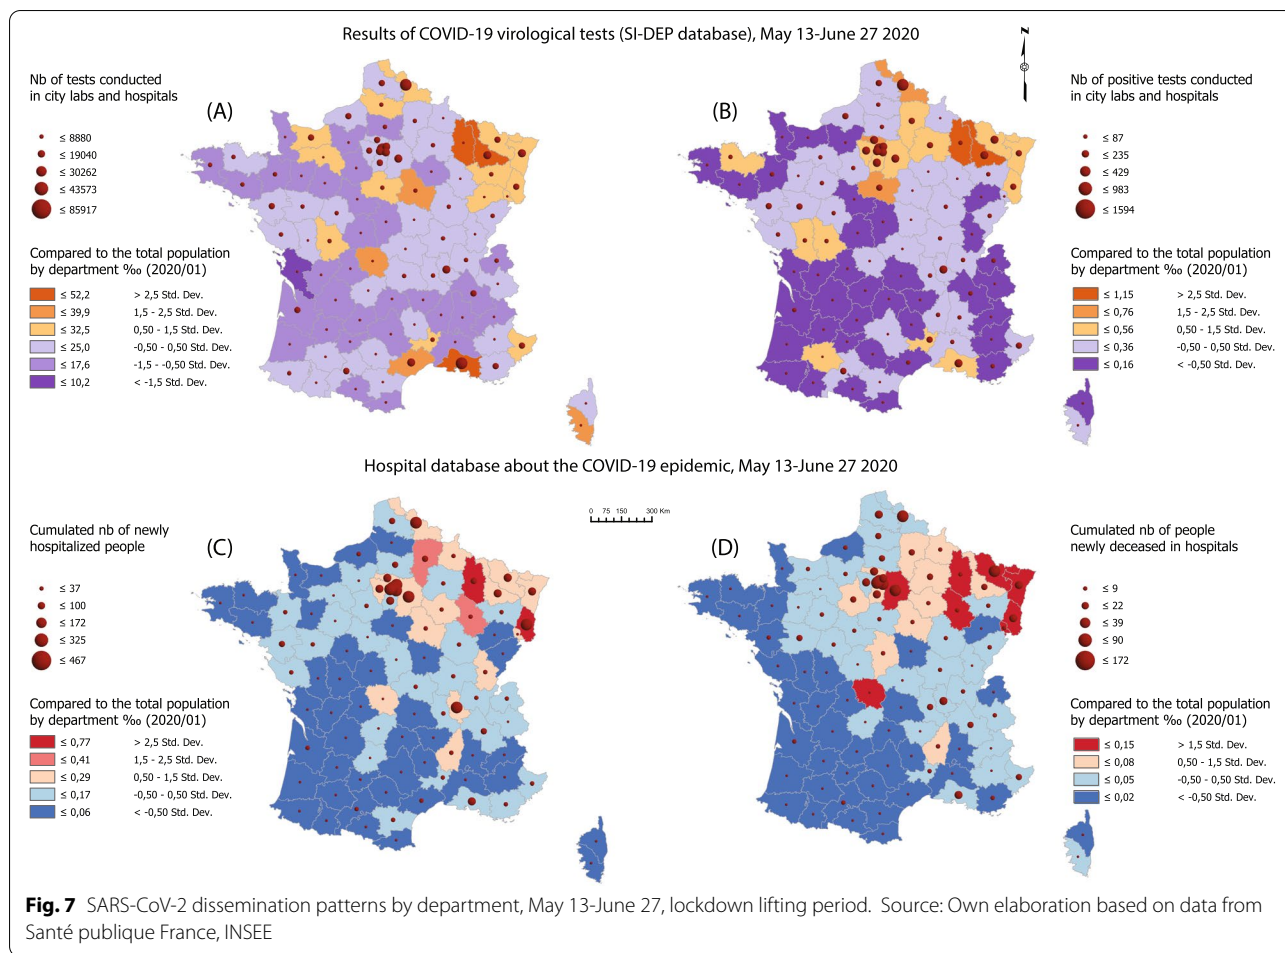 Results of COVID-19 virological tests (SI-DEP database), May 13-June 27 2020
N
Nb of tests conducted
in city labs and hospitals
≤ 8880
≤ 19040
≤ 30262
≤ 43573
≤ 85917
Compared to the total population
by department ‰ (2020/01)
≤ 52,2 > 2,5 Std. Dev.
≤ 39,9 1,5 - 2,5 Std. Dev.
≤ 32,5 0,50 - 1,5 Std. Dev.
≤ 25,0 -0,50 - 0,50 Std. Dev.
≤ 17,6 -1,5 - -0,50 Std. Dev.
≤ 10,2 < -1,5 Std. Dev.
(A)
(B)
Nb of positive tests conducted
in city labs and hospitals
≤ 87
≤ 235
≤ 429
≤ 983
≤ 1594
Compared to the total population
by department ‰ (2020/01)
≤ 1,15 > 2,5 Std. Dev.
≤ 0,76 1,5 - 2,5 Std. Dev.
≤ 0,56 0,50 - 1,5 Std. Dev.
≤ 0,36 -0,50 - 0,50 Std. Dev.
≤ 0,16 < -0,50 Std. Dev.
Hospital database about the COVID-19 epidemic, May 13-June 27 2020
0 75 150 300 Km
Cumulated nb of newly
hospitalized people
≤ 37
≤ 100
≤ 172
≤ 325
≤ 467
Compared to the total population
by department ‰ (2020/01)
≤ 0,77 > 2,5 Std. Dev.
≤ 0,41 1,5 - 2,5 Std. Dev.
≤ 0,29 0,50 - 1,5 Std. Dev.
≤ 0,17 -0,50 - 0,50 Std. Dev.
≤ 0,06 < -0,50 Std. Dev.
(C)
(D)
Cumulated nb of people
newly deceased in hospitals
≤ 9
≤ 22
≤ 39
≤ 90
≤ 172
Compared to the total population
by department ‰ (2020/01)
≤ 0,15 > 1,5 Std. Dev.
≤ 0,08 0,50 - 1,5 Std. Dev.
≤ 0,05 -0,50 - 0,50 Std. Dev.
≤ 0,02 < -0,50 Std. Dev.
Fig. 7 SARS-CoV-2 dissemination patterns by department, May 13-June 27, lockdown lifting period. Source: Own elaboration based on data from
Santé publique France, INSEE